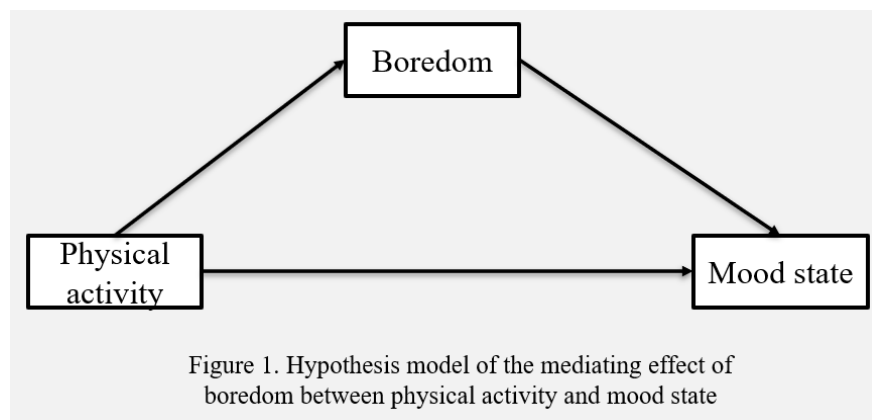 Boredom
Physical
activity
Mood state
Figure 1. Hypothesis model of the mediating effect of
boredom between physical activity and mood state